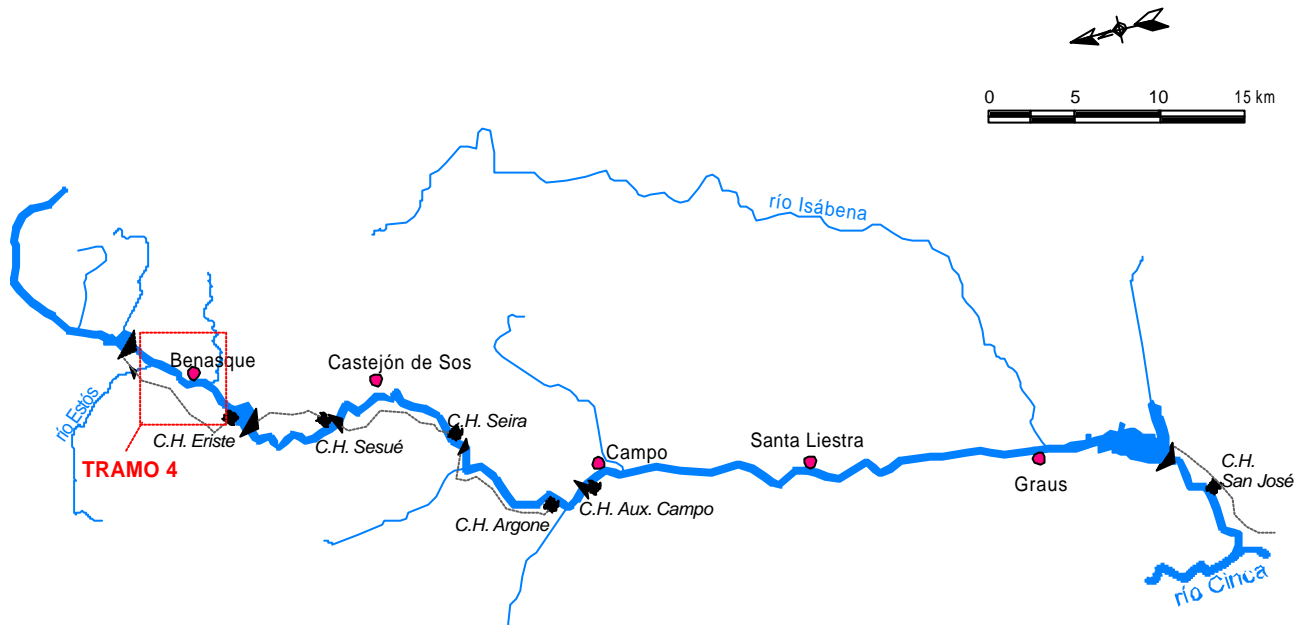 0 5 10 15 km
río Isábena
Benasque
Castejón de Sos
río Estós
C.H. Eriste
C.H. Sesué
C.H. Seira
TRAMO 4
Campo
Santa Liestra
C.H.
San José
Graus
C.H. Argone
C.H. Aux. Campo
río Cinca